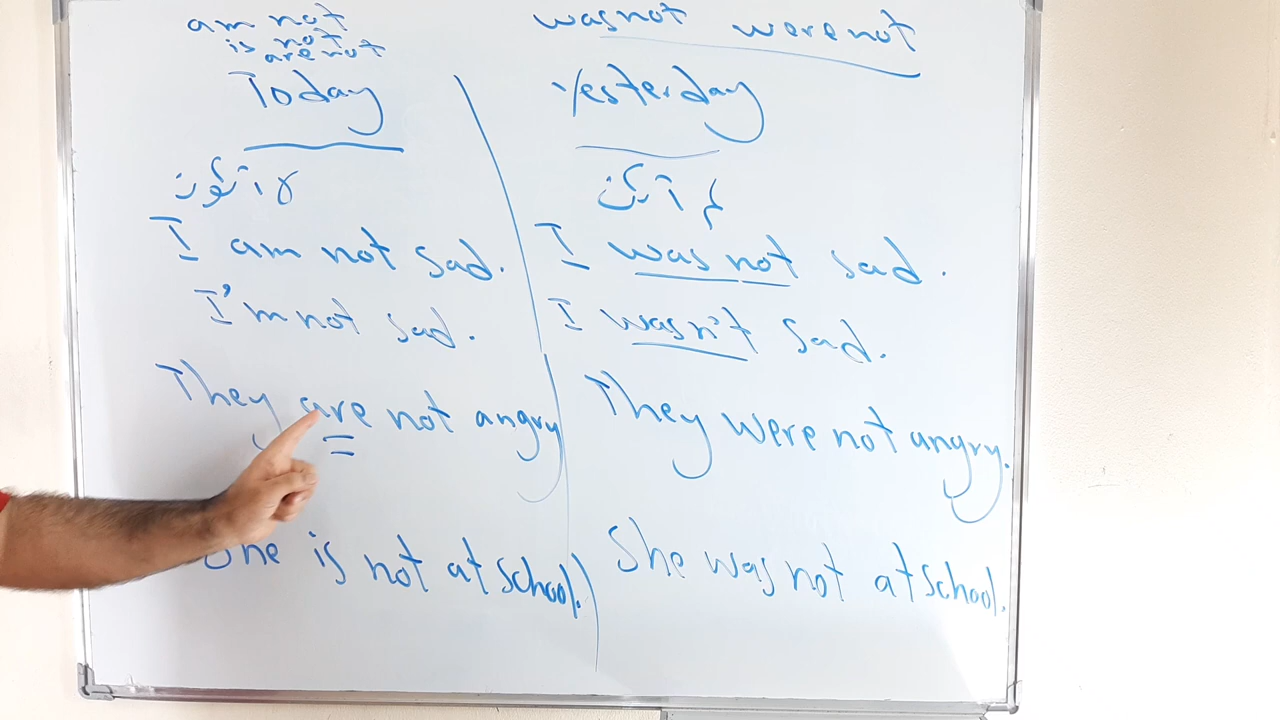 am not
is not
are not
Today
لا أكون
I am not sad.
I'm not sad.
They are not angry
She is not at school.
was not were not
Yesterday
لم أكن
I was not sad.
I wasn't sad.
They were not angry.
She was not at school.